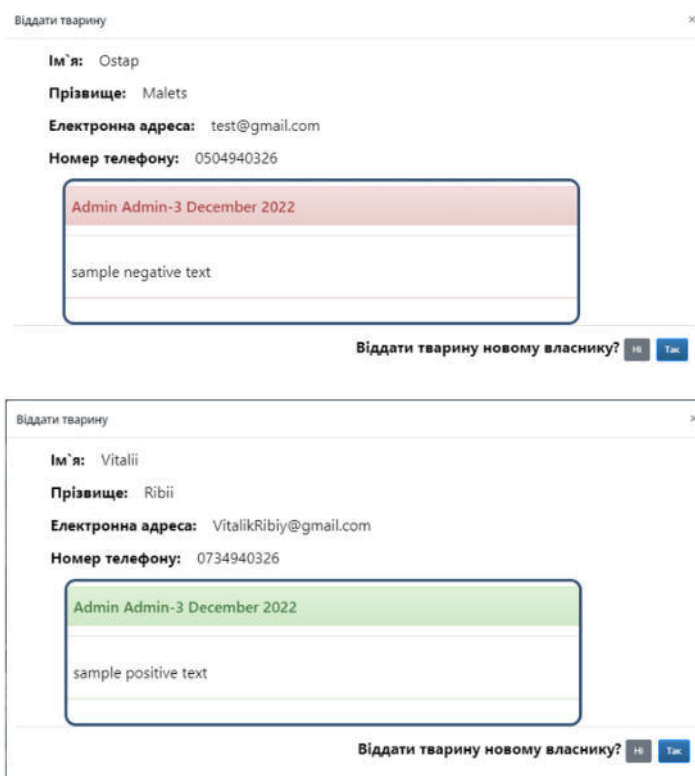 Віддати тварину ×
Ім`я: Ostap
Прізвище: Malets
Електронна адреса: test@gmail.com
Номер телефону: 0504940326
Admin Admin-3 December 2022
sample negative text
Віддати тварину новому власнику? Ні Так
Віддати тварину ×
Ім`я: Vitalii
Прізвище: Ribii
Електронна адреса: VitalikRibiy@gmail.com
Номер телефону: 0734940326
Admin Admin-3 December 2022
sample positive text
Віддати тварину новому власнику? Ні Так